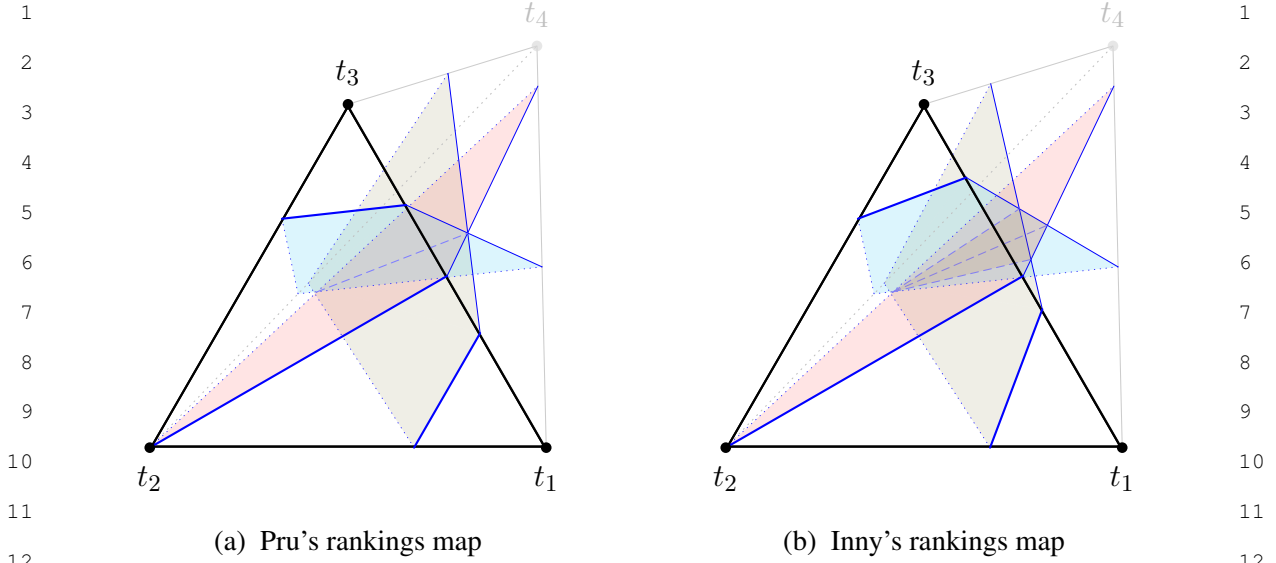 1 t4 t4 1
2 2
t3 t3
3 3
4 4
5 5
6 6
7 7
8 8
9 9
10 10
t2 t1 t2 t1
11 11
(a) Pru's rankings map (b) Inny's rankings map
12 12